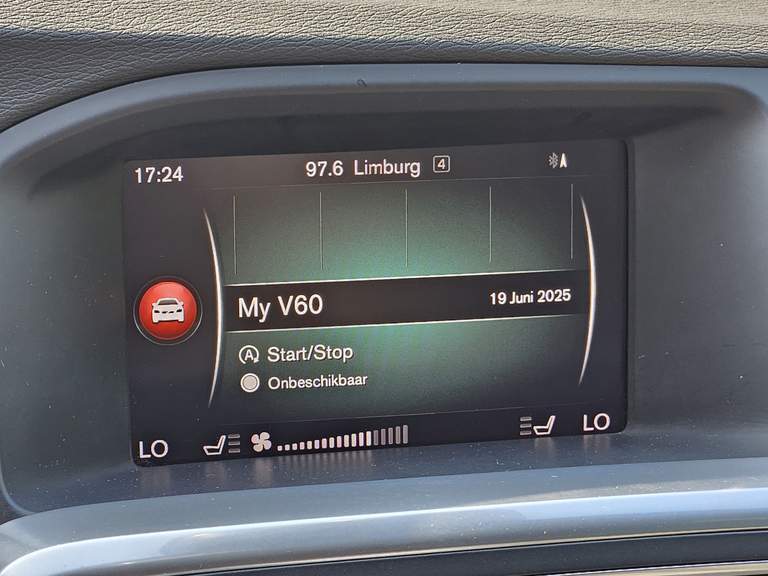 17:24 97.6 Limburg 4
My V60 19 Juni 2025
A Start/Stop
Onbeschikbaar
LO LO